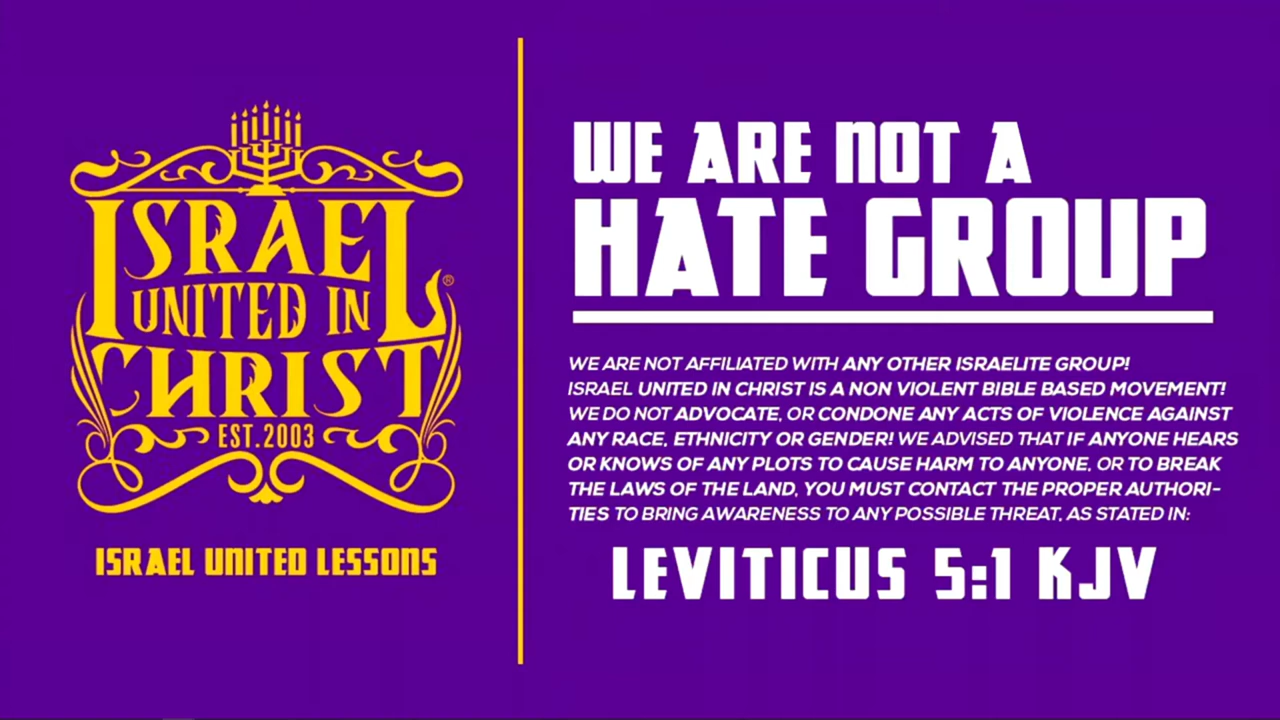 ISRAEL
UNITED IN
CHRIST
®
EST.2003
ISRAEL UNITED LESSONS
WE ARE NOT A
HATE GROUP
WE ARE NOT AFFILIATED WITH ANY OTHER ISRAELITE GROUP!
ISRAEL UNITED IN CHRIST IS A NON VIOLENT BIBLE BASED MOVEMENT!
WE DO NOT ADVOCATE, OR CONDONE ANY ACTS OF VIOLENCE AGAINST
ANY RACE, ETHNICITY OR GENDER! WE ADVISED THAT IF ANYONE HEARS
OR KNOWS OF ANY PLOTS TO CAUSE HARM TO ANYONE, OR TO BREAK
THE LAWS OF THE LAND, YOU MUST CONTACT THE PROPER AUTHORI-
TIES TO BRING AWARENESS TO ANY POSSIBLE THREAT, AS STATED IN:
LEVITICUS 5:1 KJV